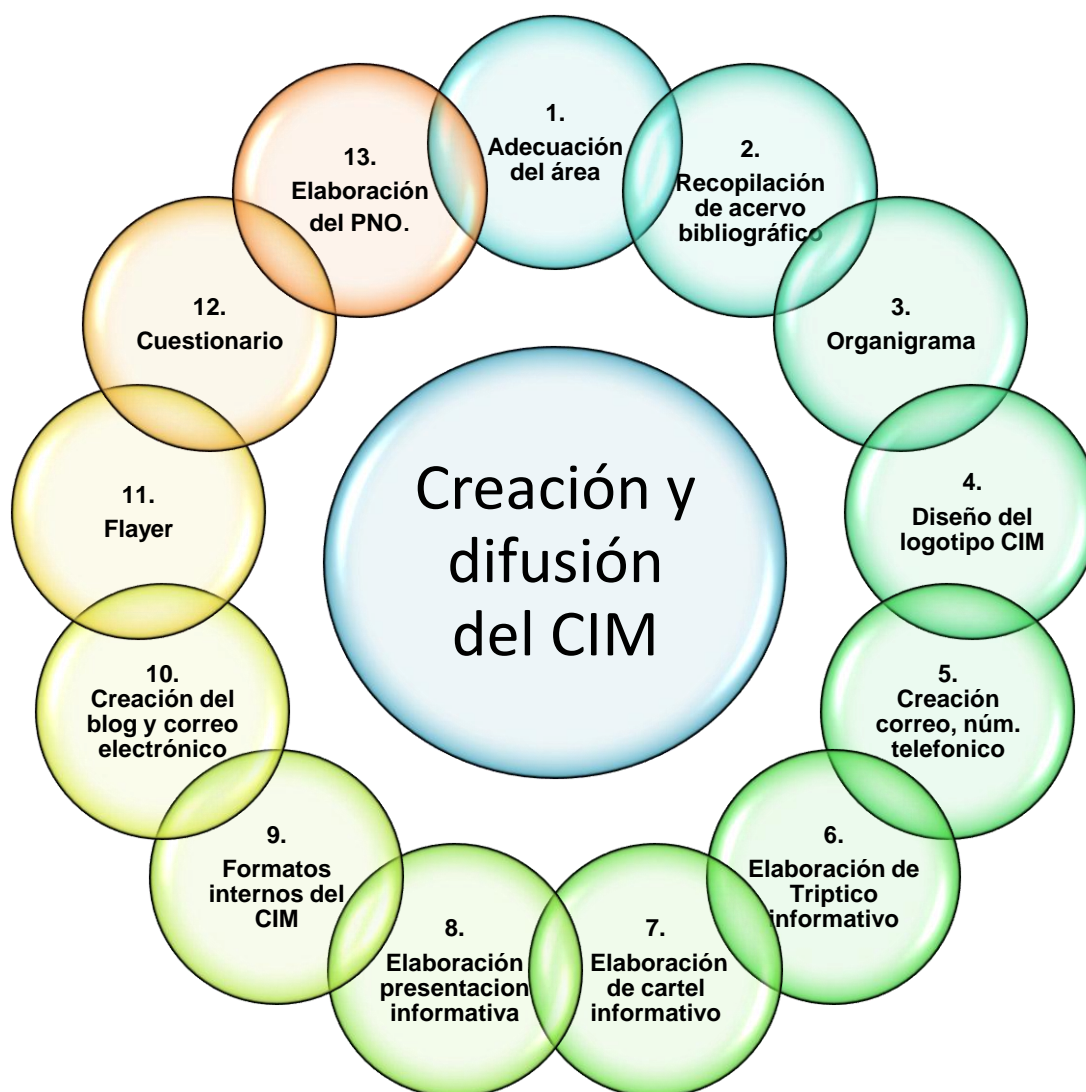 1.
Adecuación
del área
2.
Recopilación
de acervo
bibliográfico
3.
Organigrama
4.
Diseño del
logotipo CIM
5.
Creación
correo, núm.
telefonico
6.
Elaboración de
Triptico
informativo
7.
Elaboración
de cartel
informativo
8.
Elaboración
presentacion
informativa
9.
Formatos
internos del
CIM
10.
Creación del
blog y correo
electrónico
11.
Flayer
12.
Cuestionario
13.
Elaboración
del PNO.
Creación y
difusión
del CIM